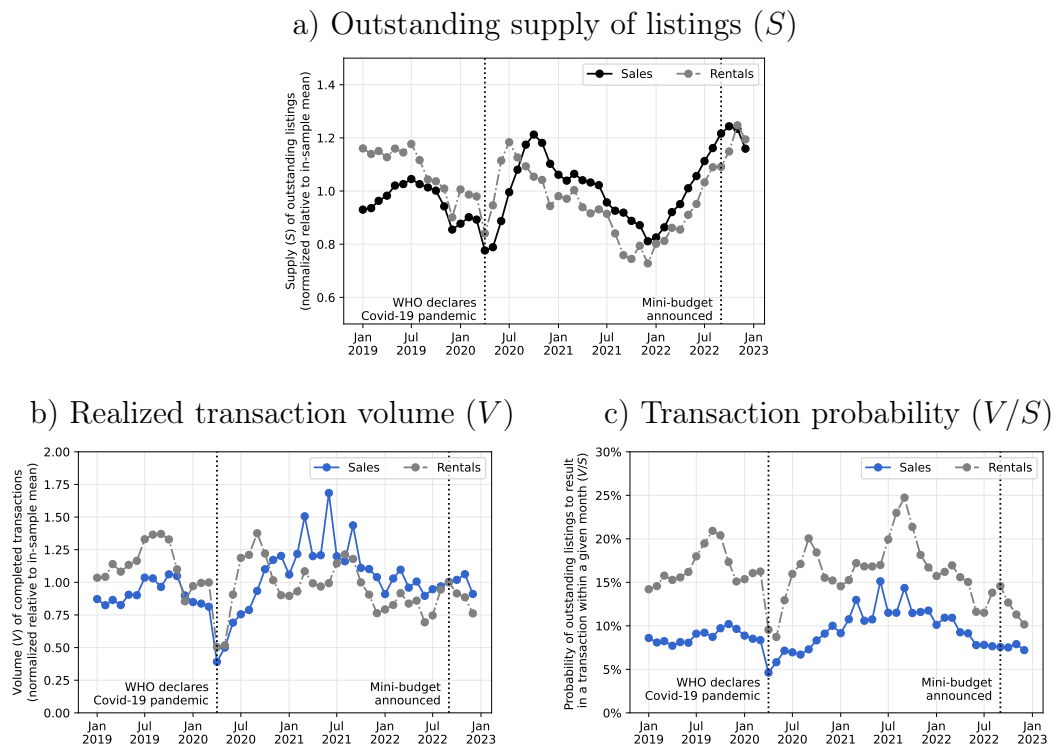 a) Outstanding supply of listings (S)
Supply (S) of outstanding listings
(normalized relative to in-sample mean)
1.4
1.2
1.0
0.8
0.6
Sales Rentals
WHO declares
Covid-19 pandemic
Mini-budget
announced
Jan Jul Jan Jul Jan Jul Jan Jul Jan
2019 2019 2020 2020 2021 2021 2022 2022 2023
b) Realized transaction volume (V)
Volume (V) of completed transactions
(normalized relative to in-sample mean)
2.00
1.75
1.50
1.25
1.00
0.75
0.50
0.25
0.00
Sales Rentals
WHO declares
Covid-19 pandemic
Mini-budget
announced
Jan Jul Jan Jul Jan Jul Jan Jul Jan
2019 2019 2020 2020 2021 2021 2022 2022 2023
c) Transaction probability (V/S)
Probability of outstanding listings to result
in a transaction within a given month (V/S)
30%
25%
20%
15%
10%
5%
0%
Sales Rentals
WHO declares
Covid-19 pandemic
Mini-budget
announced
Jan Jul Jan Jul Jan Jul Jan Jul Jan
2019 2019 2020 2020 2021 2021 2022 2022 2023